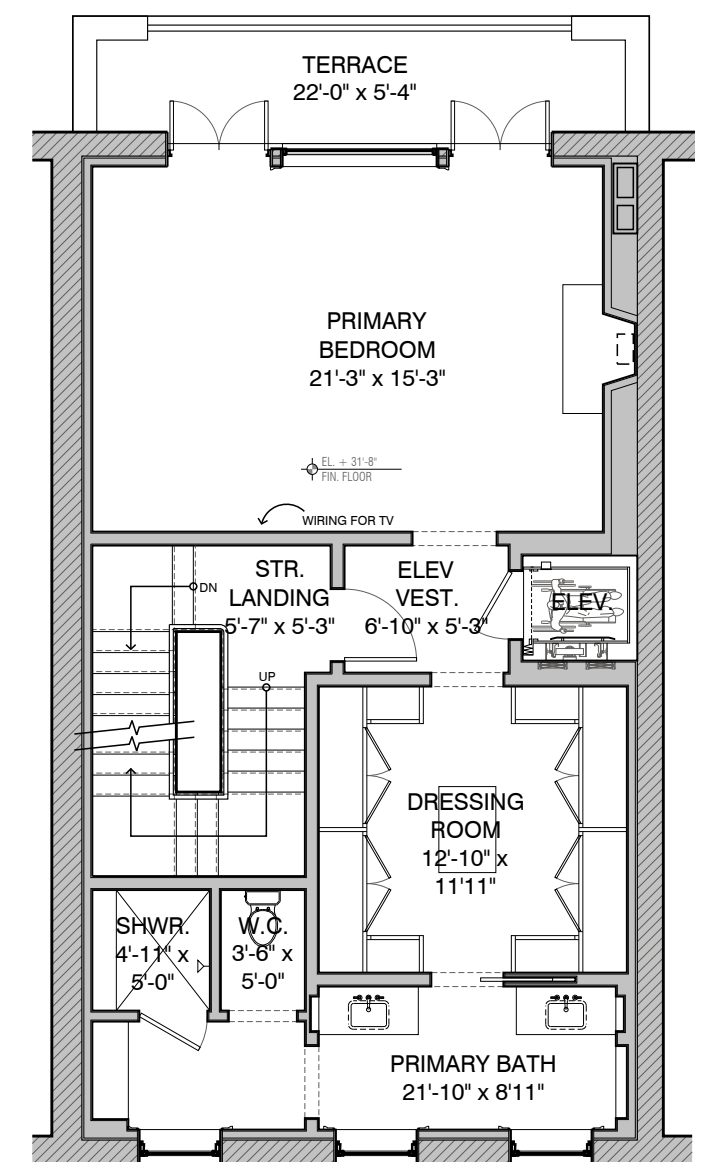 TERRACE
22'-0" x 5'-4"
PRIMARY
BEDROOM
21'-3" x 15'-3"
EL. + 31'-8"
FIN. FLOOR
WIRING FOR TV
STR.
LANDING
5'-7" x 5'-3"
ELEV
VEST.
6'-10" x 5'-3"
ELEV.
DN
UP
DRESSING
ROOM
12'-10" x
11'11"
SHWR.
4'-11" x
5'-0"
W.C.
3'-6" x
5'-0"
PRIMARY BATH
21'-10" x 8'11"